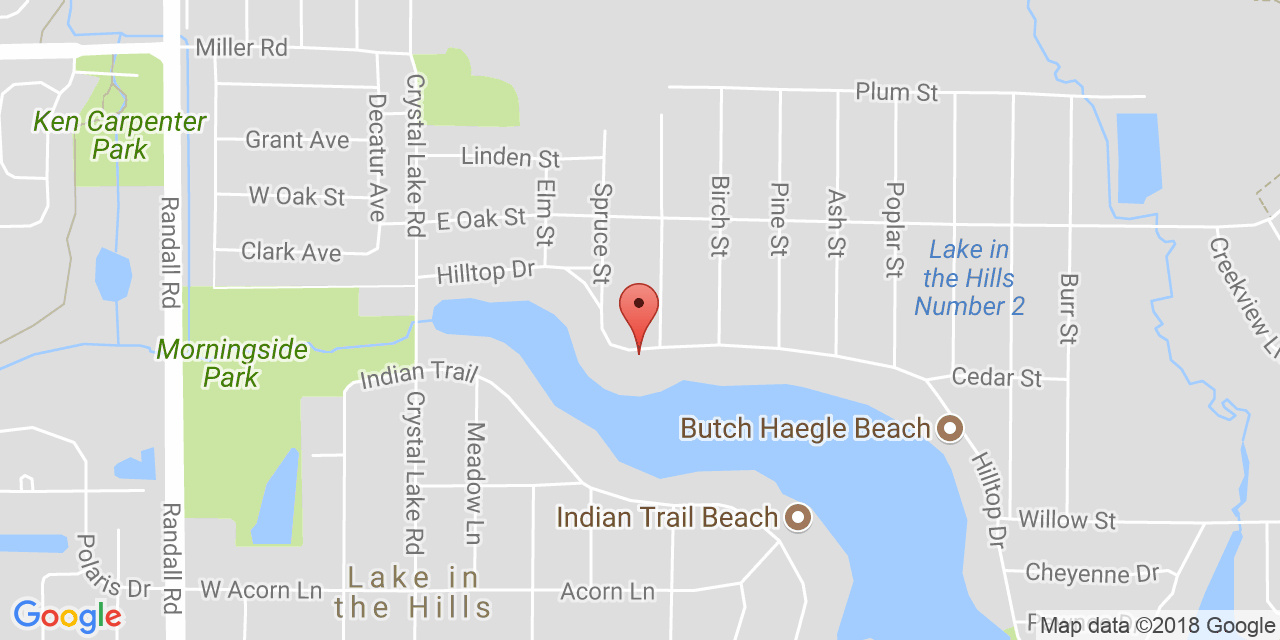 Miller Rd
Crystal Lake Rd
Decatur Ave
Plum St
Ken Carpenter
Park
Grant Ave
Linden St
W Oak St
Elm St
Spruce St
Birch St
Pine St
Ash St
Poplar St
Randall Rd
E Oak St
Clark Ave
Hilltop Dr
Lake in
the Hills
Number 2
Burr St
Creekview Ln
Morningside
Park
Indian Trail
Cedar St
Crystal Lake Rd
Meadow Ln
Butch Haegle Beach
Hilltop Dr
Randall Rd
Indian Trail Beach
Willow St
Polaris Dr
W Acorn Ln
Lake in
the Hills
Acorn Ln
Cheyenne Dr
Google
Map data ©2018 Google